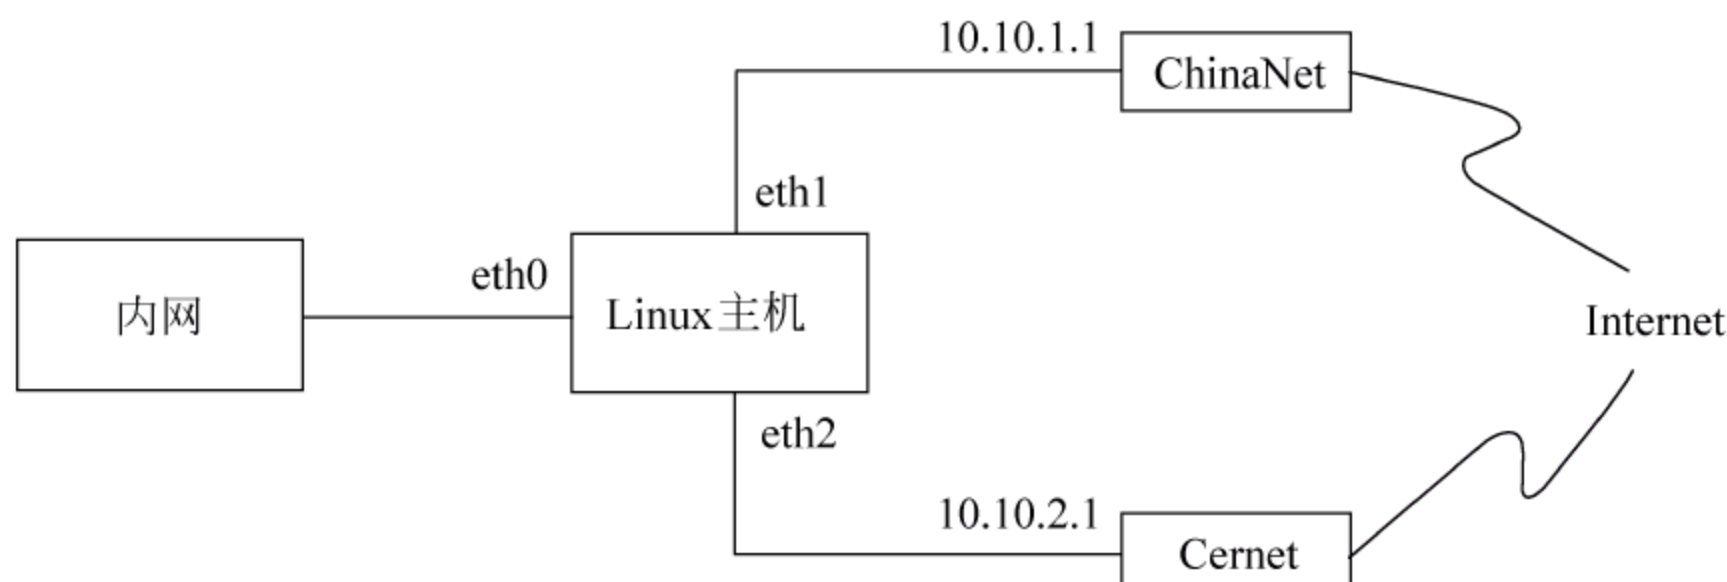 10.10.1.1
ChinaNet
eth1
eth0
内网
Linux主机
Internet
eth2
10.10.2.1
Cernet